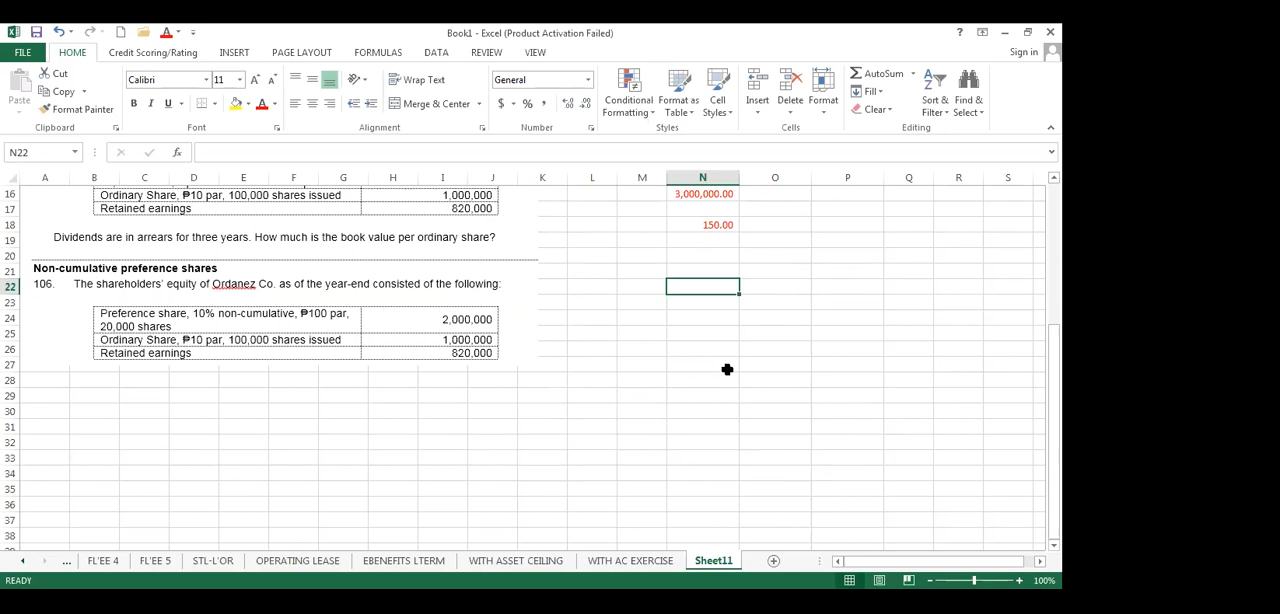 Book1 - Excel (Product Activation Failed)
FILE HOME Credit Scoring/Rating INSERT PAGE LAYOUT FORMULAS DATA REVIEW VIEW Sign in
Paste Cut Copy Format Painter Clipboard
Calibri 11 Font
Wrap Text Merge & Center Alignment
General Number
Conditional Formatting Format as Table Cell Styles Styles
Insert Delete Format Cells
AutoSum Fill Clear Sort & Filter Find & Select Editing
N22 fx
A B C D E F G H I J K L M N O P Q R S
16 Ordinary Share, ₱10 par, 100,000 shares issued 1,000,000 3,000,000.00
17 Retained earnings 820,000
18 150.00
19 Dividends are in arrears for three years. How much is the book value per ordinary share?
20
21 Non-cumulative preference shares
22 106. The shareholders' equity of Ordanez Co. as of the year-end consisted of the following:
23
24 Preference share, 10% non-cumulative, ₱100 par, 2,000,000
20,000 shares
25 Ordinary Share, ₱10 par, 100,000 shares issued 1,000,000
26 Retained earnings 820,000
27
28
29
30
31
32
33
34
35
36
37
38
... FL'EE 4 FL'EE 5 STL-L'OR OPERATING LEASE EBENEFITS LTERM WITH ASSET CEILING WITH AC EXERCISE Sheet11
READY 100%